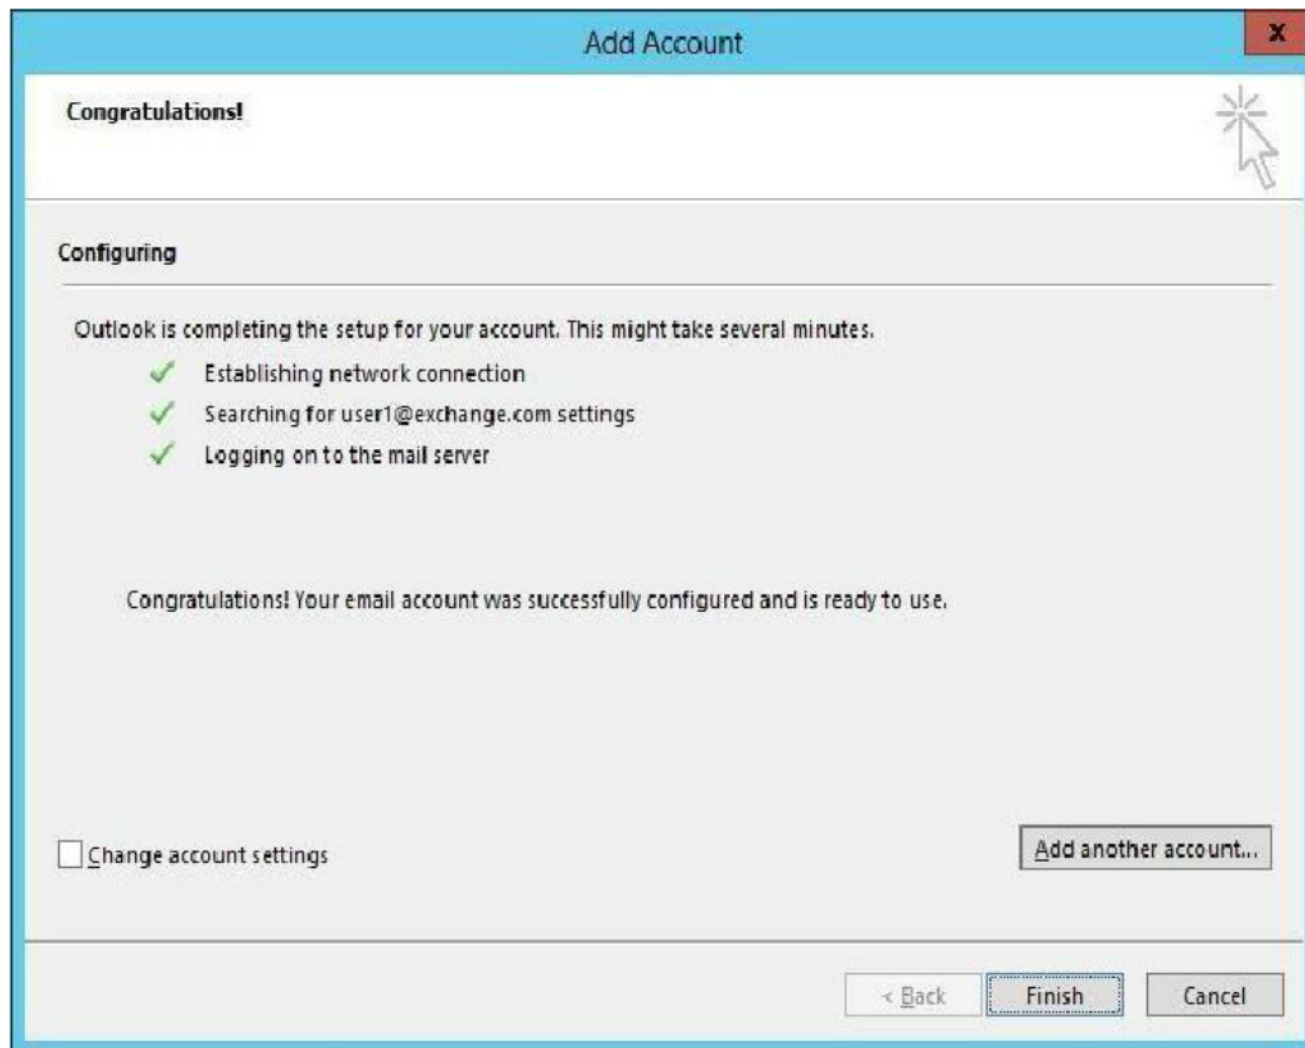 Add Account
X
Congratulations!
Configuring
Outlook is completing the setup for your account. This might take several minutes.
Establishing network connection
Searching for user1@exchange.com settings
Logging on to the mail server
Congratulations! Your email account was successfully configured and is ready to use.
Change account settings
Add another account...
< Back
Finish
Cancel